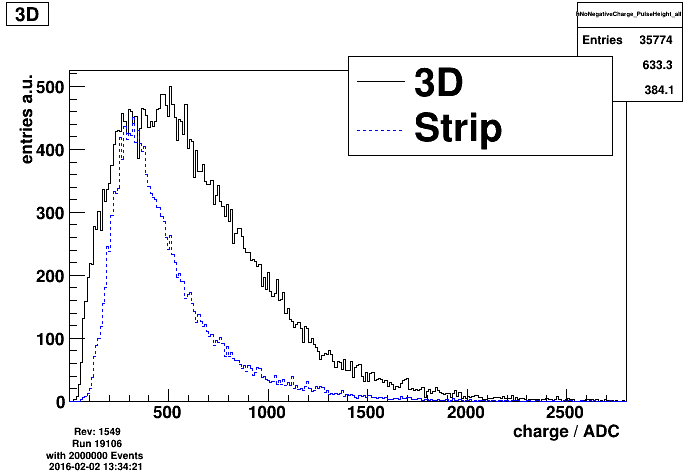 3D
hNoNegativeCharge_PulseHeight_all
Entries 35774
633.3
384.1
3D
Strip
entries a.u.
500
400
300
200
100
0
500 1000 1500 2000 2500
charge / ADC
Rev: 1549
Run 19106
with 2000000 Events
2016-02-02 13:34:21